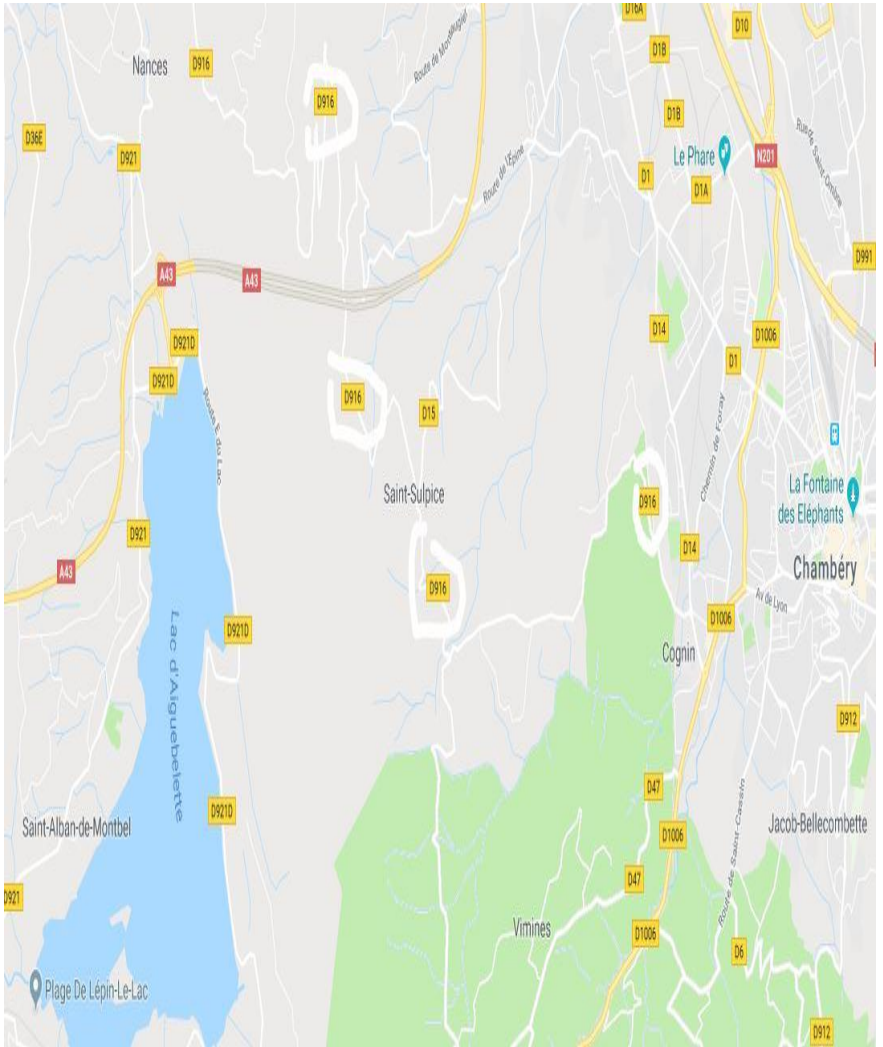 D16A
D10
Route de Montaugier
D1B
Nances
D916
D916
D1B
D36E
N201
Rue de Saint-Ombre
D921
Le Phare
Route de l'Épine
D1
D1A
D991
A43
A43
D14
D1006
D921D
D1
D921D
D916
D15
Route E. du Lac
Chemin de Foray
Saint-Sulpice
La Fontaine
des Eléphants
D916
D921
D14
Chambéry
A43
D916
Av. de Lyon
D1006
Lac d'Aiguebelette
D921D
Cognin
D912
D47
D921D
Saint-Alban-de-Montbel
D1006
Jacob-Bellecombette
Route de Saint-Cassin
D47
D921
Vimines
D1006
D6
Plage De Lépin-Le-Lac
D912